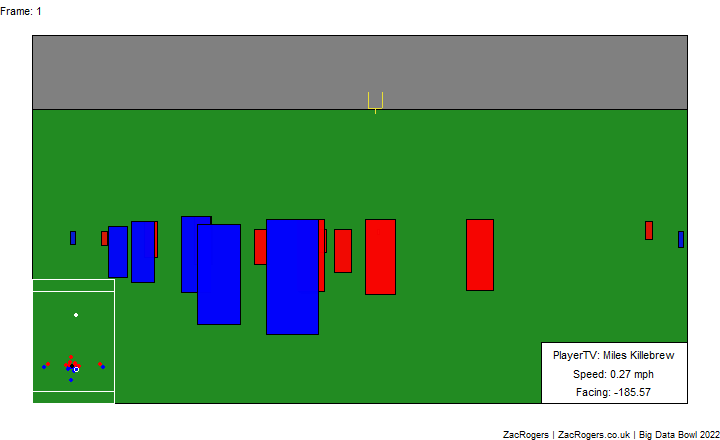 Frame: 1
PlayerTV: Miles Killebrew
Speed: 0.27 mph
Facing: -185.57
ZacRogers | ZacRogers.co.uk | Big Data Bowl 2022